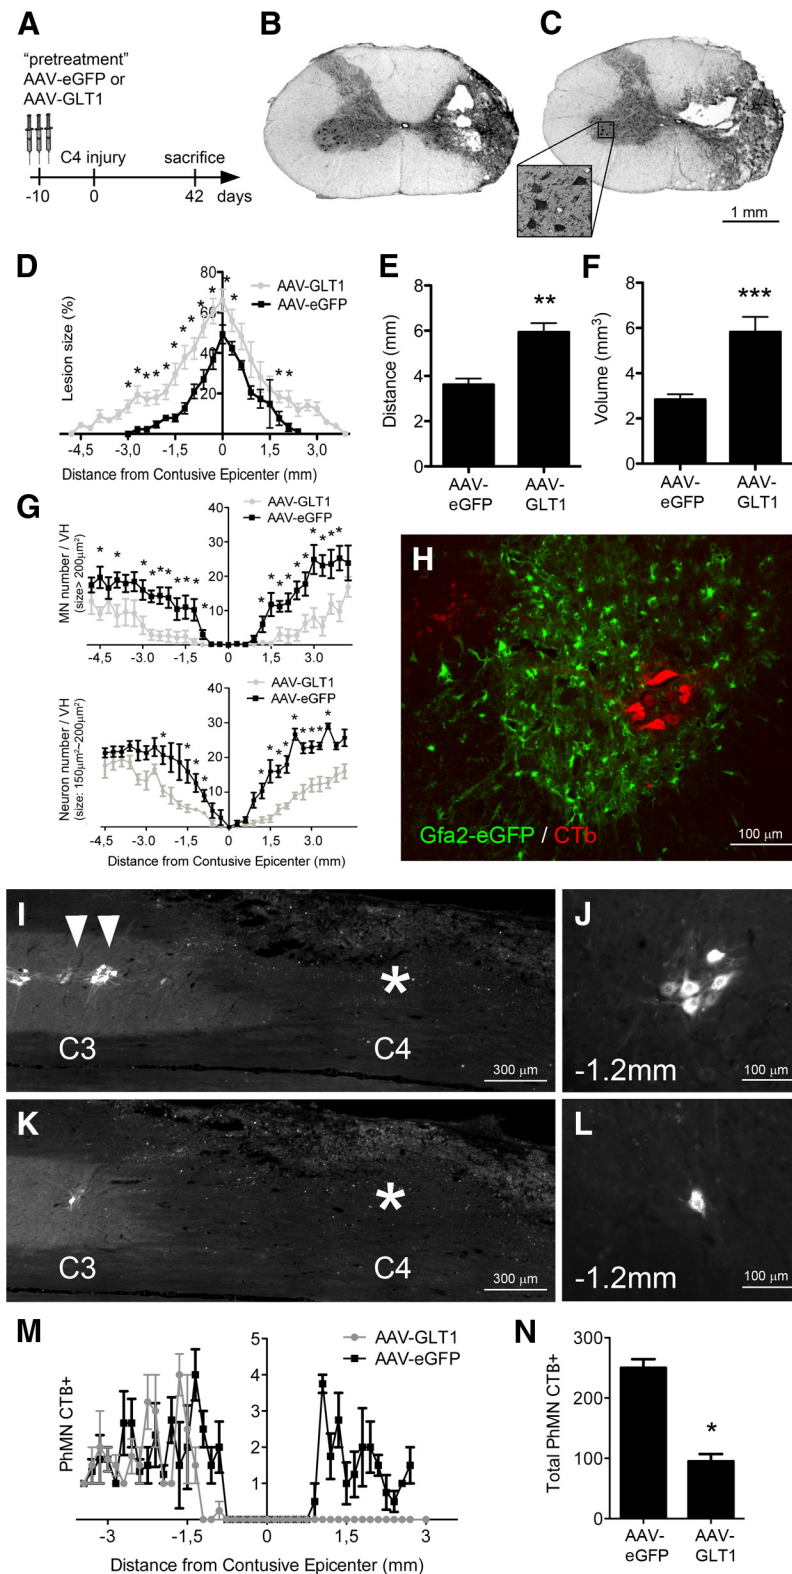 A
"pretreatment"
AAV-eGFP or
AAV-GLT1
C4 injury
sacrifice
-10
0
42
days
B
C
1 mm
D
80
60
40
20
Lesion size (%)
AAV-GLT1
AAV-eGFP
* * * * * * * * * * * * * *
-4,5
-3,0
-1,5
0
1,5
3,0
Distance from Contusive Epicenter (mm)
E
8
6
4
2
0
Distance (mm)
**
AAV-
eGFP
AAV-
GLT1
F
8
6
4
2
0
Volume (mm³)
***
AAV-
eGFP
AAV-
GLT1
G
40
30
20
10
MN number / VH
(size> 200μm²)
AAV-GLT1
AAV-eGFP
-4,5
-3.0
-1.5
0
1,5
3.0
40
30
20
10
Neuron number / VH
(size: 150μm²~200μm²)
AAV-GLT1
AAV-eGFP
-4,5
-3.0
-1.5
0
1,5
3.0
Distance from Contusive Epicenter (mm)
H
Gfa2-eGFP / CTb
100 μm
I
*
C3
C4
300 μm
J
-1.2mm
100 μm
K
*
C3
C4
300 μm
L
-1.2mm
100 μm
M
5
4
3
2
1
PhMN CTB+
AAV-GLT1
AAV-eGFP
-3
-1,5
0
1,5
3
Distance from Contusive Epicenter (mm)
N
300
200
100
0
Total PhMN CTB+
*
AAV-
eGFP
AAV-
GLT1